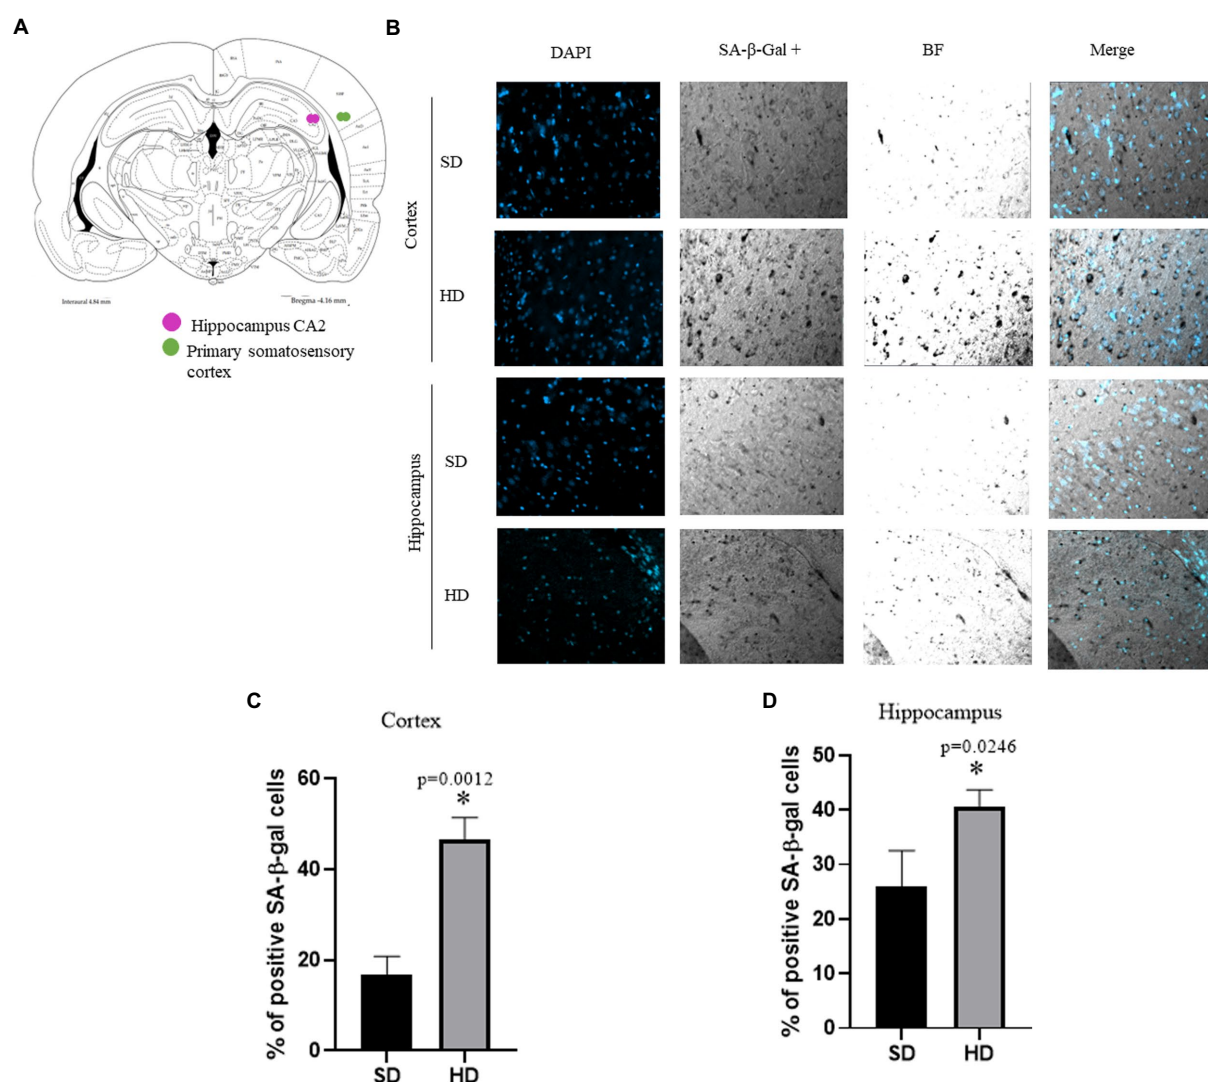 A
Interaural 4.84 mm
Bregma -4.16 mm
Hippocampus CA2
Primary somatosensory
cortex
B
DAPI
SA-β-Gal +
BF
Merge
Cortex
SD
HD
Hippocampus
SD
HD
C
Cortex
p=0.0012
*
% of positive SA-β-gal cells
60
40
20
0
SD
HD
D
Hippocampus
p=0.0246
*
% of positive SA-β-gal cells
50
40
30
20
10
0
SD
HD